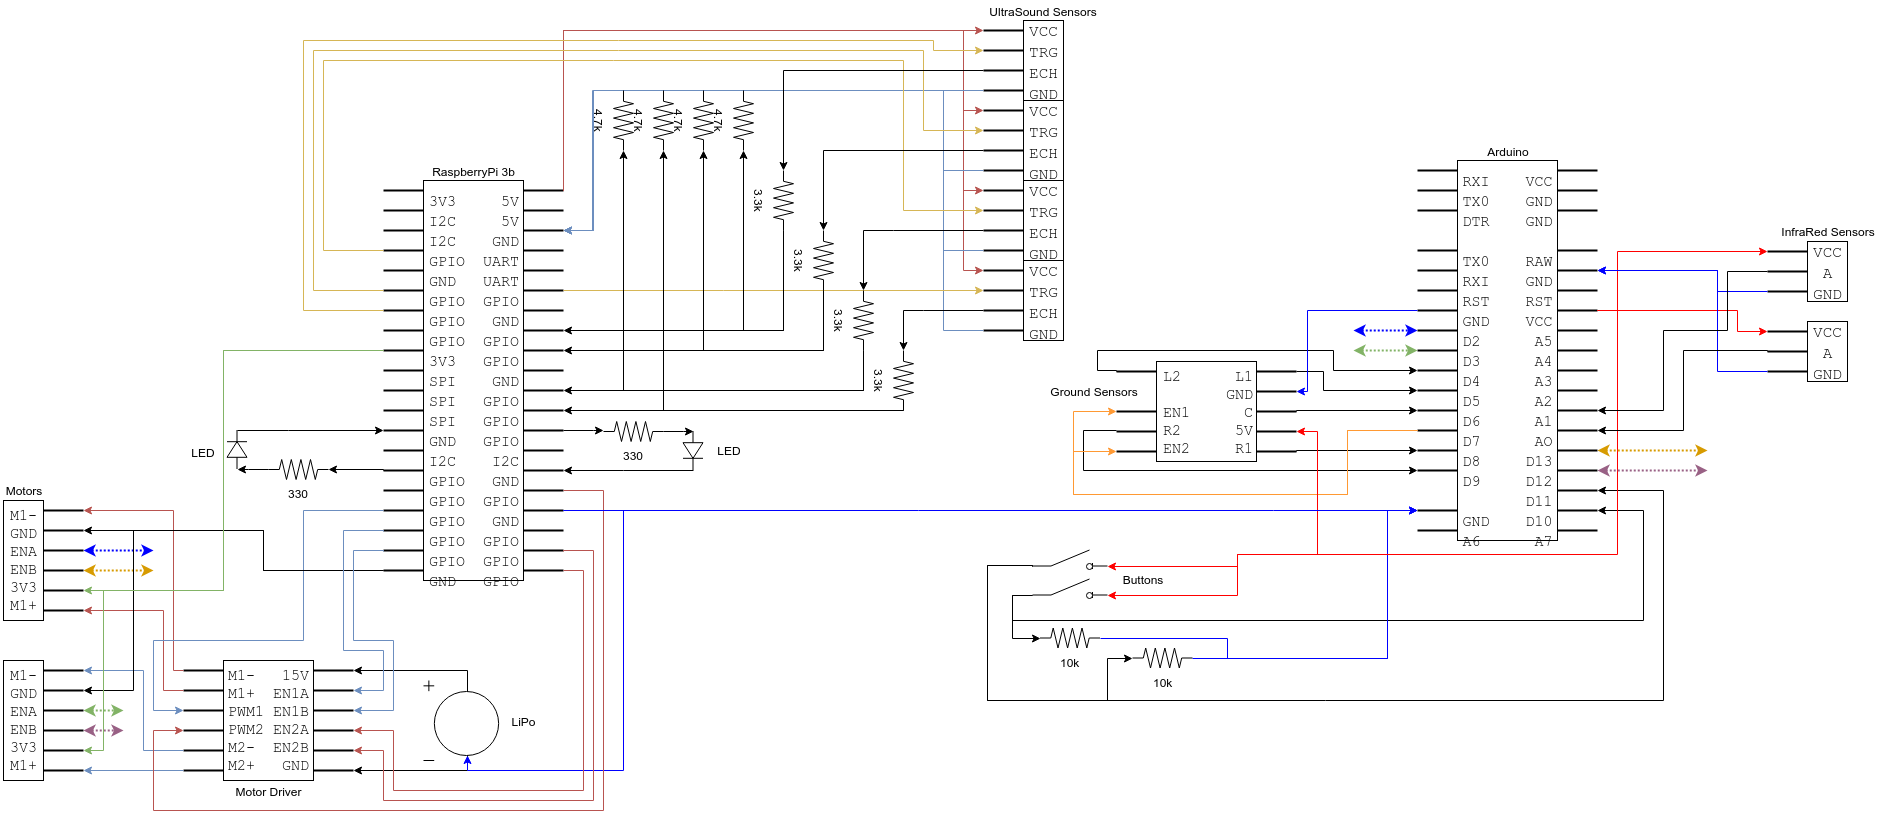 UltraSound Sensors
VCC
TRG
ECH
GND
VCC
TRG
ECH
GND
VCC
TRG
ECH
GND
VCC
TRG
ECH
GND
4.7k
4.7k
4.7k
4.7k
3.3k
3.3k
3.3k
3.3k
RaspberryPi 3b
3V3 5V
I2C 5V
I2C GND
GPIO UART
GND UART
GPIO GPIO
GPIO GND
GPIO GPIO
3V3 GPIO
SPI GND
SPI GPIO
SPI GPIO
GND GPIO
I2C I2C
GPIO GND
GPIO GPIO
GPIO GND
GPIO GPIO
GPIO GPIO
GND GPIO
LED
330
330
LED
Arduino
RXI VCC
TX0 GND
DTR GND
TX0 RAW
RXI GND
RST RST
GND VCC
D2 A5
D3 A4
D4 A3
D5 A2
D6 A1
D7 AO
D8 D13
D9 D12
D11
GND D10
A6 A7
InfraRed Sensors
VCC
A
GND
VCC
A
GND
Ground Sensors
L2 L1
GND
EN1 C
R2 5V
EN2 R1
Buttons
10k
10k
Motors
M1-
GND
ENA
ENB
3V3
M1+
M1-
GND
ENA
ENB
3V3
M1+
M1- 15V
M1+ EN1A
PWM1 EN1B
PWM2 EN2A
M2- EN2B
M2+ GND
Motor Driver
+
LiPo
−